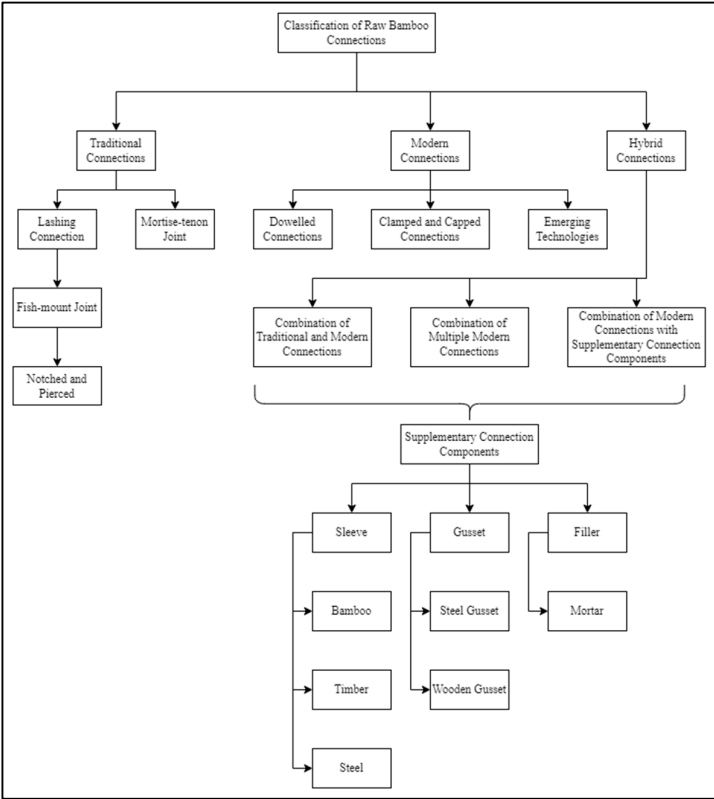 Classification of Raw Bamboo
Connections
Traditional
Connections
Modern
Connections
Hybrid
Connections
Lashing
Connection
Mortise-tenon
Joint
Dowelled
Connections
Clamped and Capped
Connections
Emerging
Technologies
Fish-mount Joint
Notched and
Pierced
Combination of
Traditional and Modern
Connections
Combination of
Multiple Modern
Connections
Combination of Modern
Connections with
Supplementary Connection
Components
Supplementary Connection
Components
Sleeve
Gusset
Filler
Bamboo
Steel Gusset
Mortar
Timber
Wooden Gusset
Steel